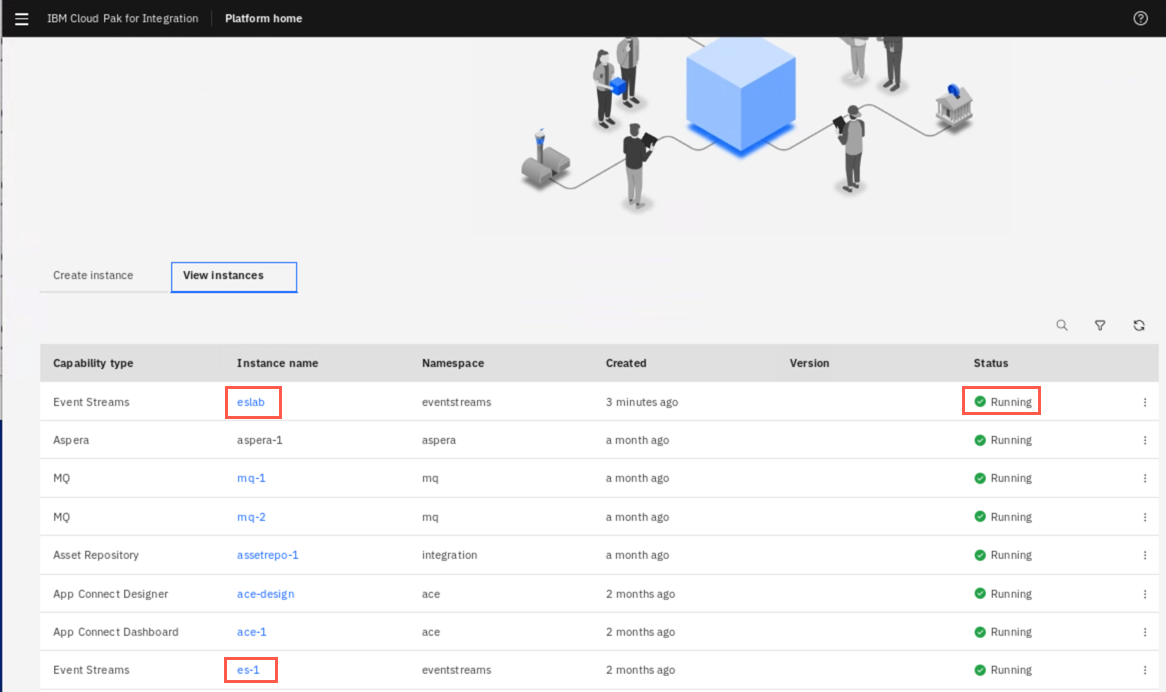 IBM Cloud Pak for Integration Platform home
Create instance View instances
Capability type Instance name Namespace Created Version Status
Event Streams eslab eventstreams 3 minutes ago Running
Aspera aspera-1 aspera a month ago Running
MQ mq-1 mq a month ago Running
MQ mq-2 mq a month ago Running
Asset Repository assetrepo-1 integration a month ago Running
App Connect Designer ace-design ace 2 months ago Running
App Connect Dashboard ace-1 ace 2 months ago Running
Event Streams es-1 eventstreams 2 months ago Running